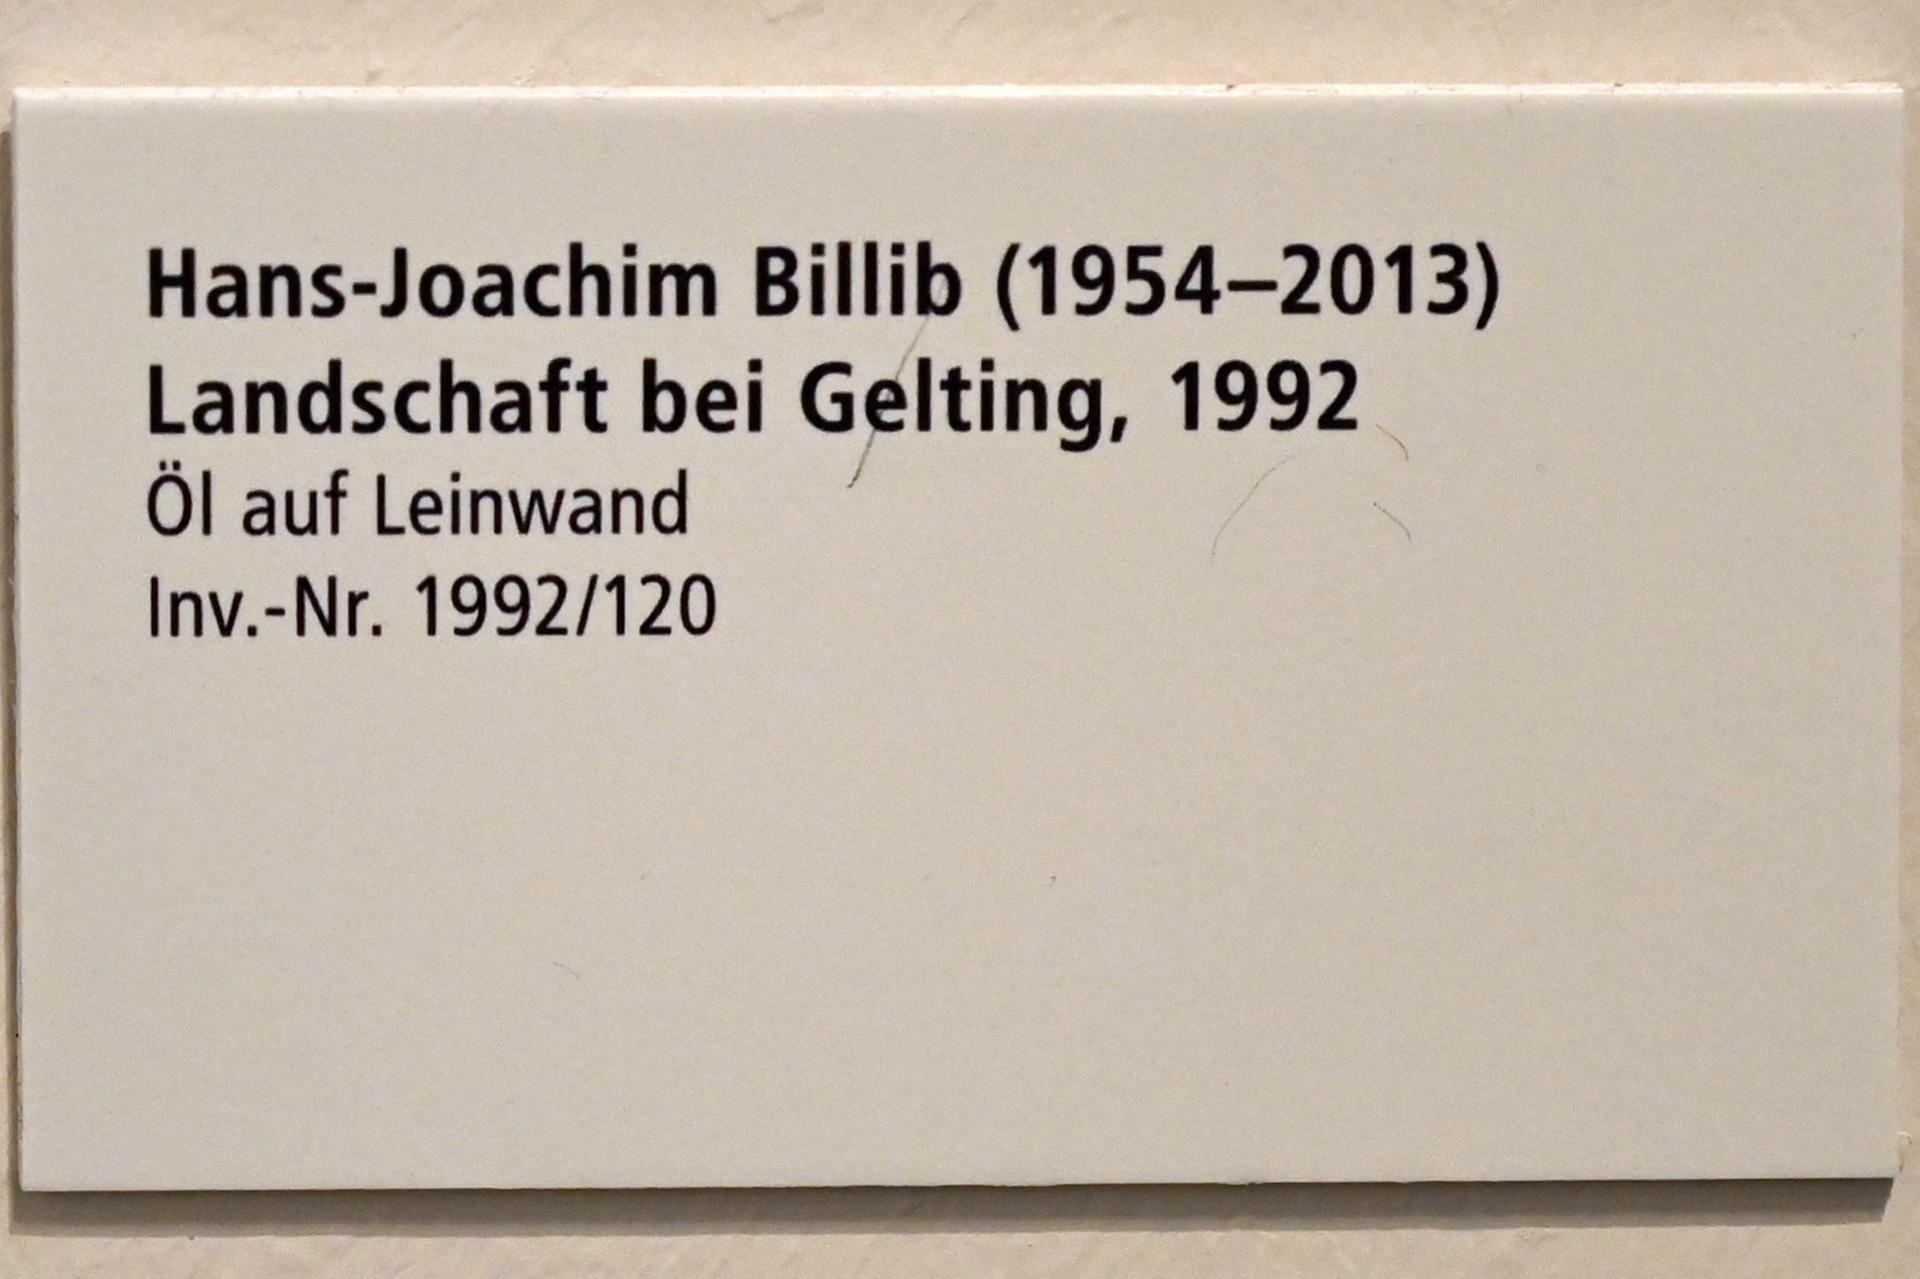 Hans-Joachim Billib (1954–2013)
Landschaft bei Gelting, 1992
Öl auf Leinwand
Inv.-Nr. 1992/120